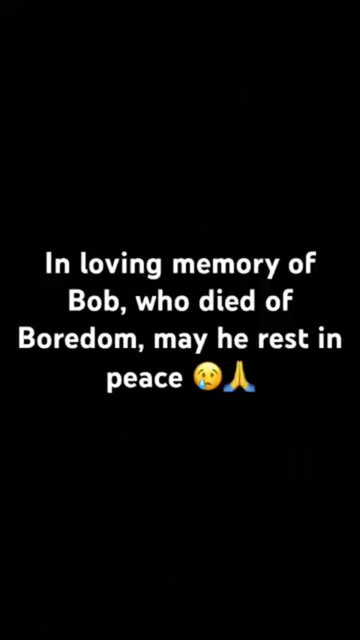 In loving memory of
Bob, who died of
Boredom, may he rest in
peace 😢🙏